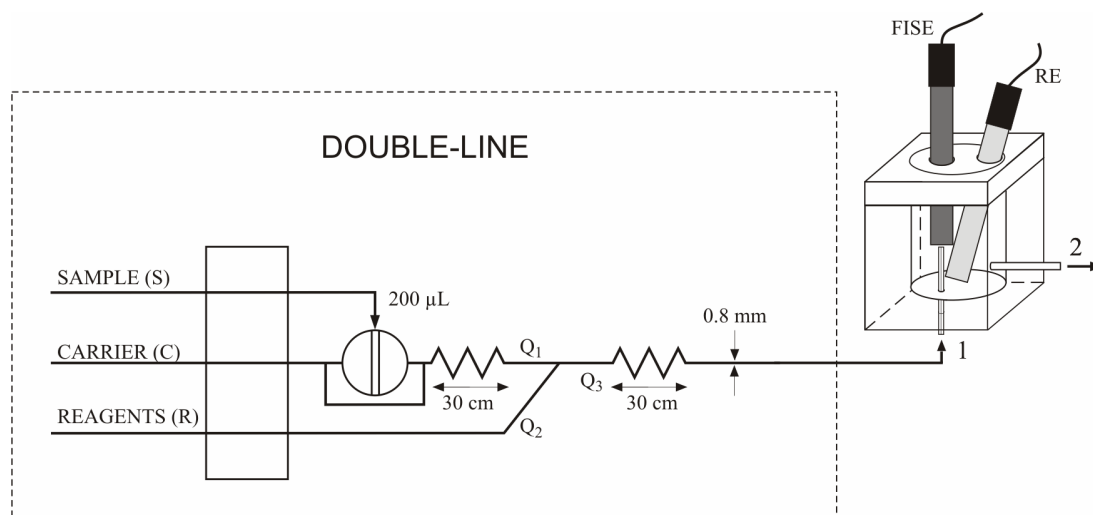 FISE
RE
DOUBLE-LINE
2
SAMPLE (S)
200 µL
0.8 mm
CARRIER (C)
Q₁
1
Q₃
30 cm
30 cm
REAGENTS (R)
Q₂